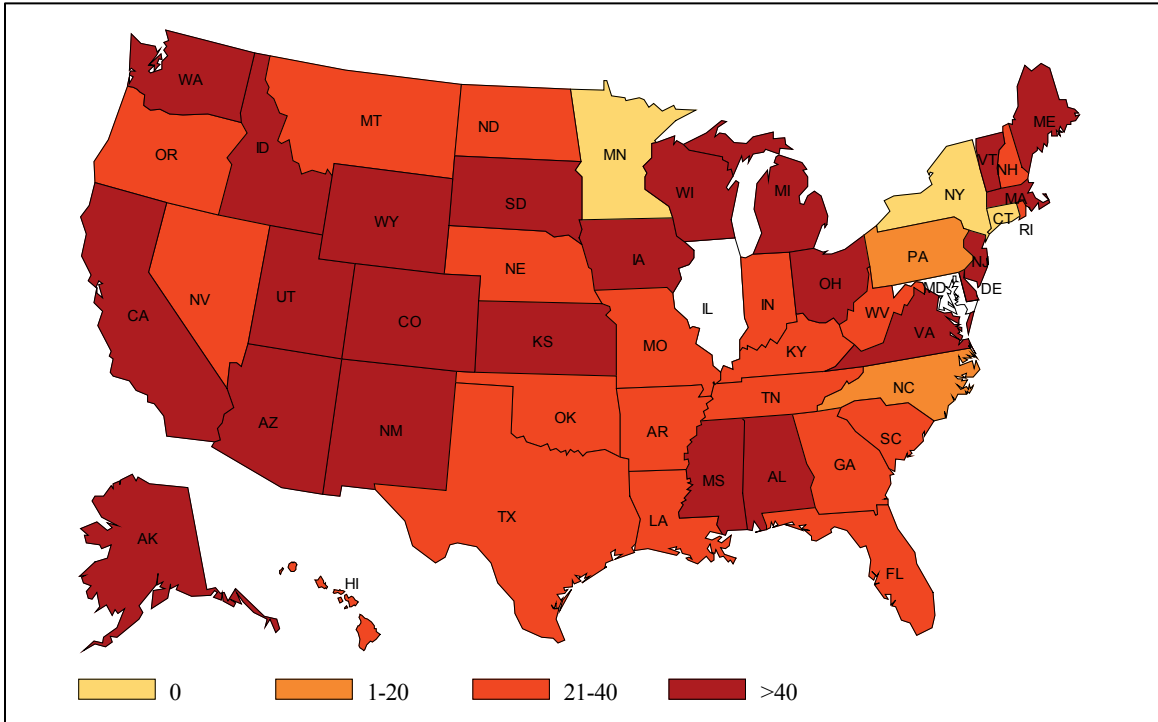 WA
MT
ND
MN
ME
OR
ID
VT
NH
WI
MI
NY
MA
SD
WY
CT
RI
PA
NE
IA
NJ
OH
MD
DE
NV
UT
IL
IN
CA
CO
WV
VA
KS
MO
KY
NC
TN
OK
AZ
NM
AR
SC
GA
MS
AL
TX
LA
AK
HI
FL
0
1-20
21-40
>40